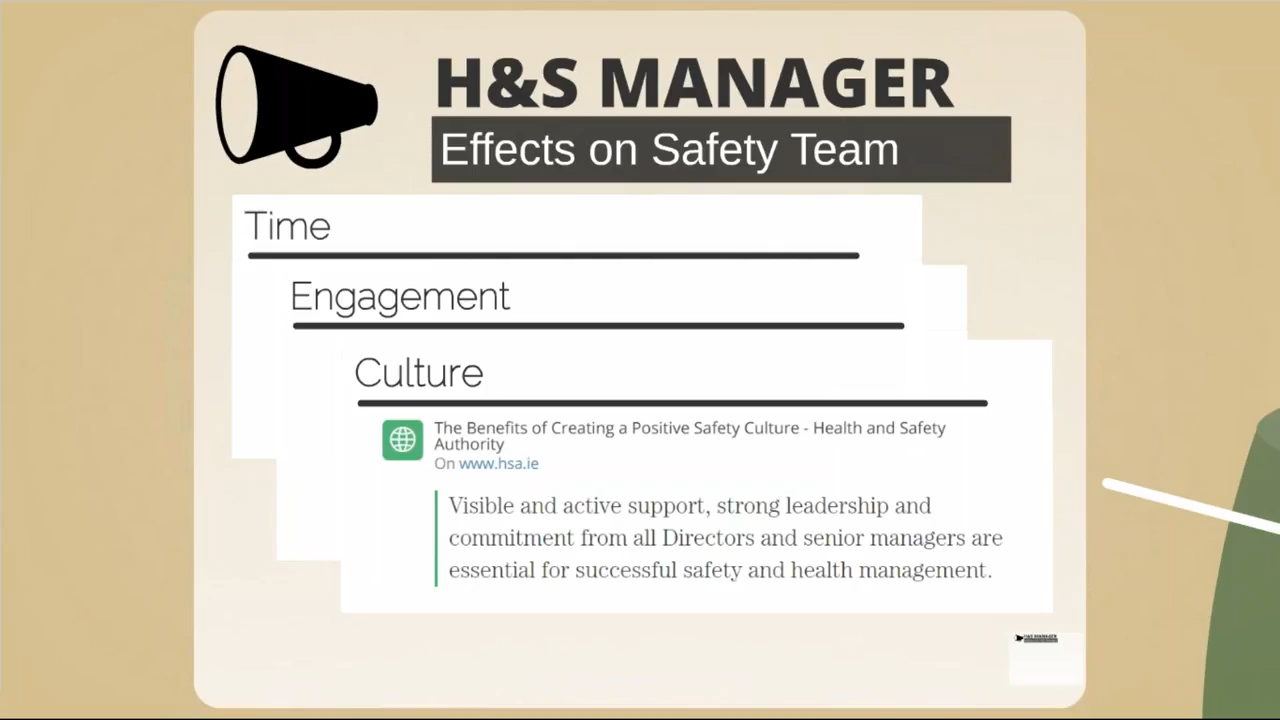 H&S MANAGER
Effects on Safety Team
Time
Engagement
Culture
The Benefits of Creating a Positive Safety Culture - Health and Safety
Authority
On www.hsa.ie
Visible and active support, strong leadership and
commitment from all Directors and senior managers are
essential for successful safety and health management.
H&S MANAGER